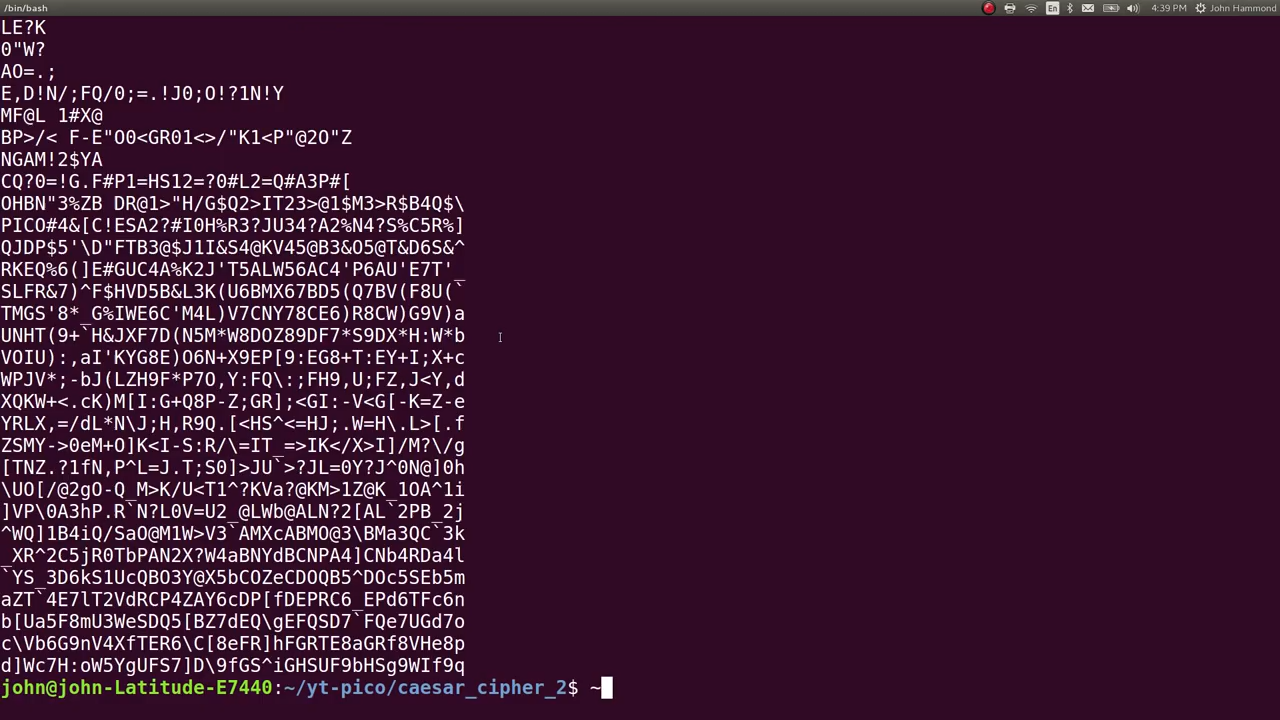 /bin/bash
En
4:39 PM
John Hammond
LE?K
0"W?
AO=.;
E,D!N/;FQ/0;=.!J0;O!?1N!Y
MF@L 1#X@
BP>/< F-E"O0<GR01<>/"K1<P"@2O"Z
NGAM!2$YA
CQ?0=!G.F#P1=HS12=?0#L2=Q#A3P#[
OHBN"3%ZB DR@1>"H/G$Q2>IT23>@1$M3>R$B4Q$\
PICO#4&[C!ESA2?#I0H%R3?JU34?A2%N4?S%C5R%]
QJDP$5'\D"FTB3@$J1I&S4@KV45@B3&O5@T&D6S&^
RKEQ%6(]E#GUC4A%K2J'T5ALW56AC4'P6AU'E7T'_
SLFR&7)^F$HVD5B&L3K(U6BMX67BD5(Q7BV(F8U(`
TMGS'8*_G%IWE6C'M4L)V7CNY78CE6)R8CW)G9V)a
UNHT(9+`H&JXF7D(N5M*W8DOZ89DF7*S9DX*H:W*b
VOIU):,aI'KYG8E)O6N+X9EP[9:EG8+T:EY+I;X+c
WPJV*;-bJ(LZH9F*P7O,Y:FQ\:;FH9,U;FZ,J<Y,d
XQKW+<.cK)M[I:G+Q8P-Z;GR];<GI:-V<G[-K=Z-e
YRLX,=/dL*N\J;H,R9Q.[<HS^<=HJ;.W=H\.L>[.f
ZSMY->0eM+O]K<I-S:R/\=IT_=>IK</X>I]/M?\/g
[TNZ.?1fN,P^L=J.T;S0]>JU`>?JL=0Y?J^0N@]0h
\UO[/@2gO-Q_M>K/U<T1^?KVa?@KM>1Z@K_1OA^1i
]VP\0A3hP.R`N?L0V=U2_@LWb@ALN?2[AL`2PB_2j
^WQ]1B4iQ/SaO@M1W>V3`AMXcABMO@3\BMa3QC`3k
_XR^2C5jR0TbPAN2X?W4aBNYdBCNPA4]CNb4RDa4l
`YS_3D6kS1UcQBO3Y@X5bCOZeCDOQB5^DOc5SEb5m
aZT`4E7lT2VdRCP4ZAY6cDP[fDEPRC6_EPd6TFc6n
b[Ua5F8mU3WeSDQ5[BZ7dEQ\gEFQSD7`FQe7UGd7o
c\Vb6G9nV4XfTER6\C[8eFR]hFGRTE8aGRf8VHe8p
d]Wc7H:oW5YgUFS7]D\9fGS^iGHSUF9bHSg9WIf9q
john@john-Latitude-E7440:~/yt-pico/caesar_cipher_2$ ~